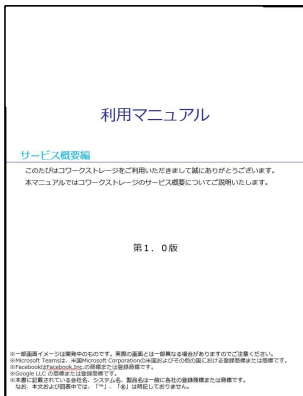 利用マニュアル
サービス概要編
このたびはコワークストレージをご利用いただきまして誠にありがとうございます。
本マニュアルではコワークストレージのサービス概要についてご説明いたします。
第1．0版
※一部画面イメージは開発中のものです。実際の画面とは一部異なる場合がありますのでご注意ください。
※Microsoft Teamsは、米国Microsoft Corporationの米国およびその他の国における登録商標または商標です。
※FacebookはFacebook,Inc.の商標または登録商標です。
※Google LLC の商標または登録商標です。
※本書に記載されている会社名、システム名、製品名は一般に各社の登録商標または商標です。
なお、本文および図表中では、「™」、「®」は明記しておりません。